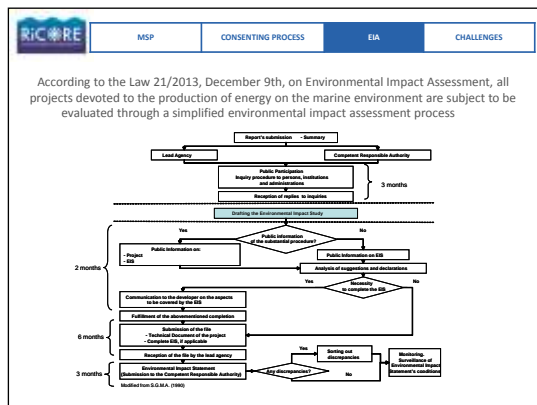 RiCORE
MSP
CONSENTING PROCESS
EIA
CHALLENGES
According to the Law 21/2013, December 9th, on Environmental Impact Assessment, all
projects devoted to the production of energy on the marine environment are subject to be
evaluated through a simplified environmental impact assessment process
Report's submission - Summary
Lead Agency
Competent Responsible Authority
Public Participation
Inquiry procedure to persons, institutions
and administrations
3 months
Reception of replies to inquiries
Drafting the Environmental Impact Study
Yes
Public information
of the substantial procedure?
No
Public Information on:
- Project
- EIS
Public Information on EIS
2 months
Analysis of suggestions and declarations
Yes
Necessity
to complete the EIS
No
Communication to the developer on the aspects
to be covered by the EIS
Fulfillment of the abovementioned completion
6 months
Submission of the file
- Technical Document of the project
- Complete EIS, if applicable
Reception of the file by the lead agency
3 months
Environmental Impact Statement
(Submission to the Competent Responsible Authority)
Any discrepancies?
Yes
Sorting out
discrepancies
No
Monitoring.
Surveillance of
Environmental Impact
Statement's conditions
Modified from S.G.M.A. (1990)